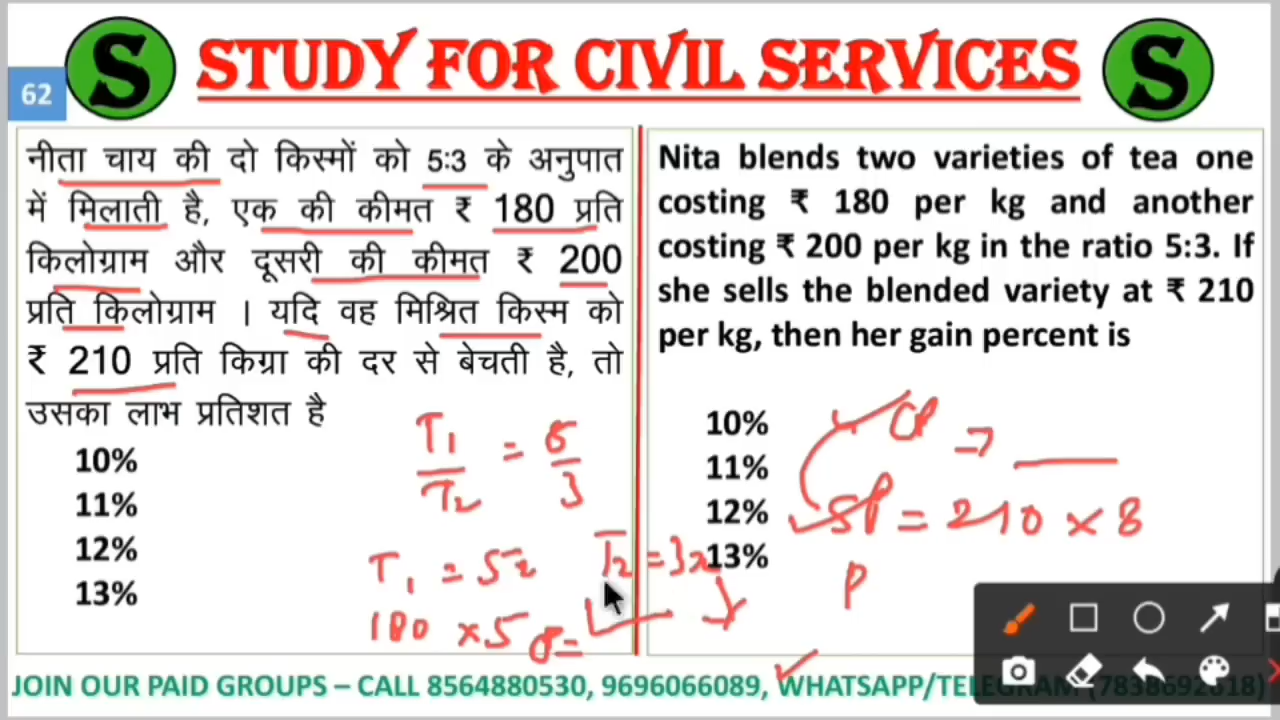 S STUDY FOR CIVIL SERVICES S
62
नीता चाय की दो किस्मों को 5:3 के अनुपात
में मिलाती है, एक की कीमत ₹ 180 प्रति
किलोग्राम और दूसरी की कीमत ₹ 200
प्रति किलोग्राम । यदि वह मिश्रित किस्म को
₹ 210 प्रति किग्रा की दर से बेचती है, तो
उसका लाभ प्रतिशत है
10%
11%
12%
13%
T1/T2 = 5/3
T1 = 5x T2 = 3x
180 × 5
8 =
Nita blends two varieties of tea one
costing ₹ 180 per kg and another
costing ₹ 200 per kg in the ratio 5:3. If
she sells the blended variety at ₹ 210
per kg, then her gain percent is
10%
11%
12%
13%
CP ⇒
SP = 210 × 8
P
JOIN OUR PAID GROUPS – CALL 8564880530, 9696066089, WHATSAPP/TELEGRAM (7838692618)